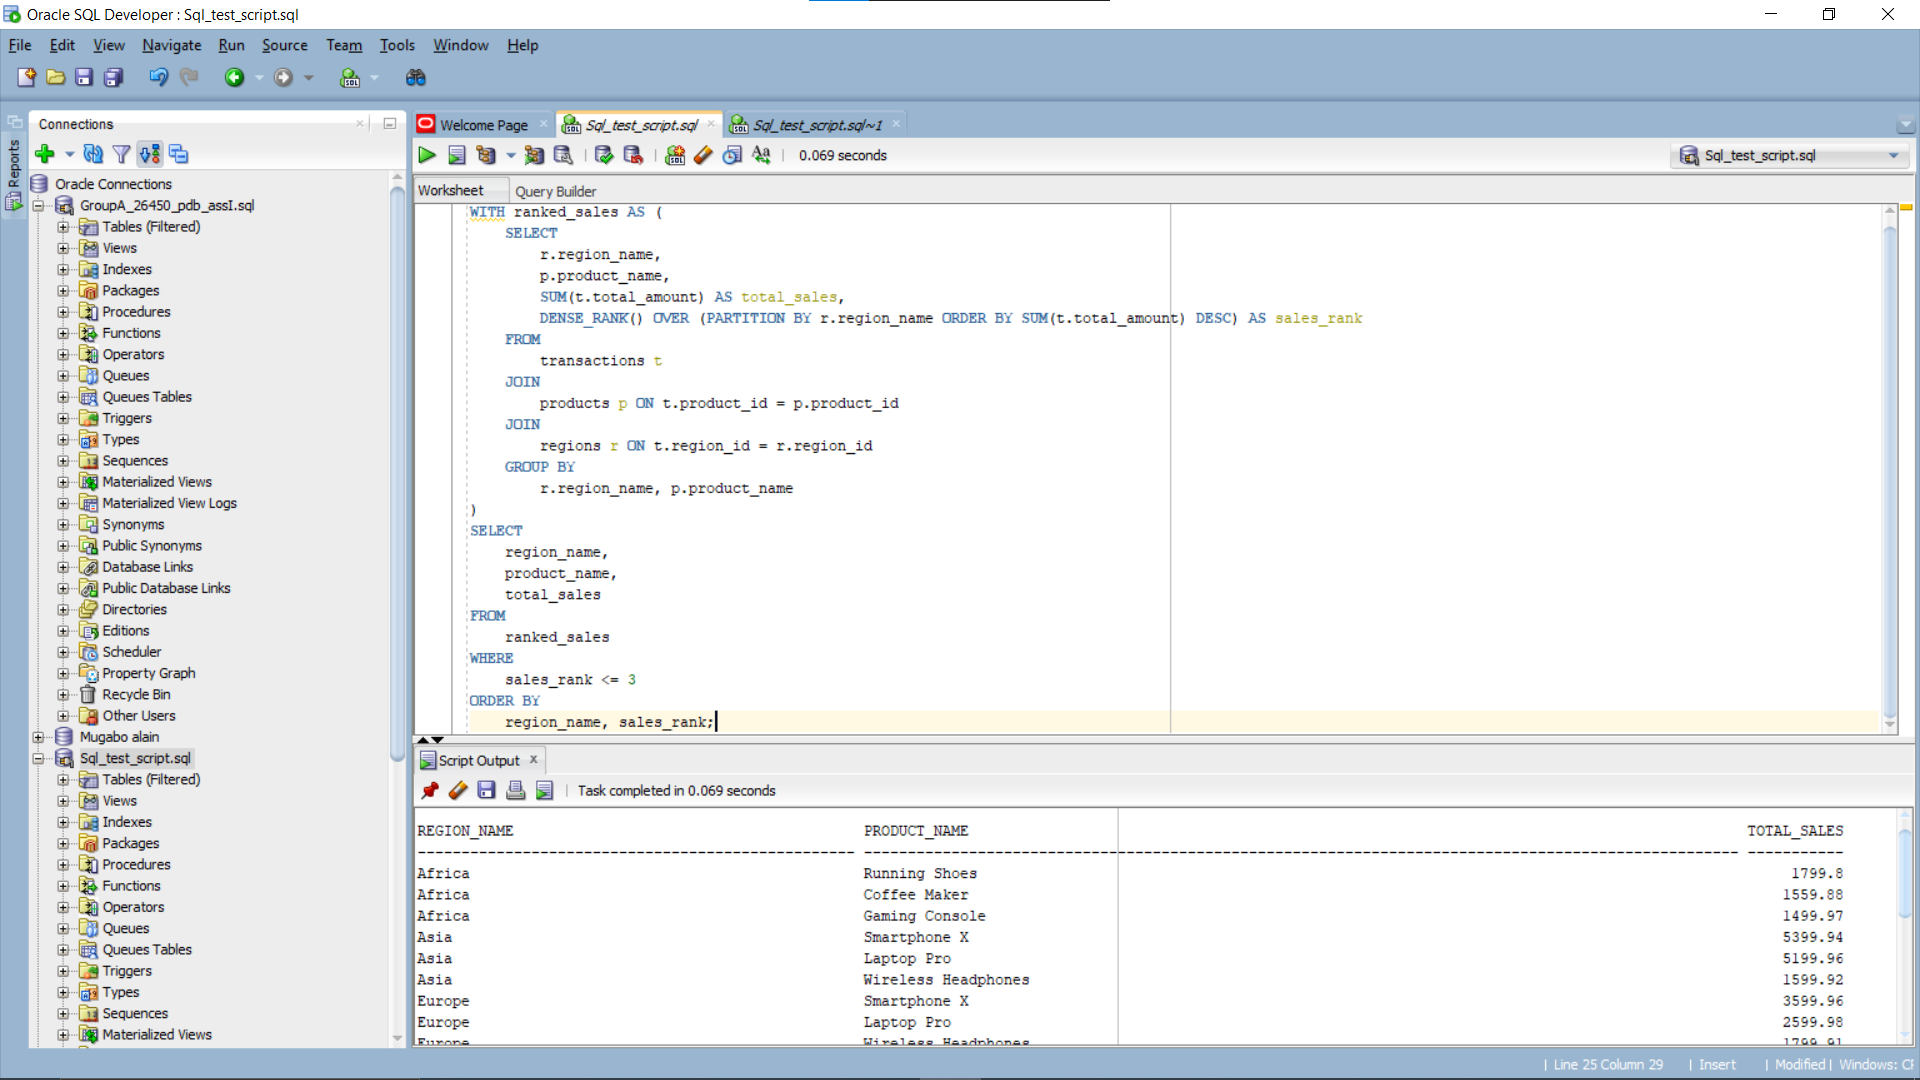 Oracle SQL Developer : Sql_test_script.sql
File Edit View Navigate Run Source Team Tools Window Help
Reports
Connections
Oracle Connections
GroupA_26450_pdb_assI.sql
Tables (Filtered)
Views
Indexes
Packages
Procedures
Functions
Operators
Queues
Queues Tables
Triggers
Types
Sequences
Materialized Views
Materialized View Logs
Synonyms
Public Synonyms
Database Links
Public Database Links
Directories
Editions
Scheduler
Property Graph
Recycle Bin
Other Users
Mugabo alain
Sql_test_script.sql
Tables (Filtered)
Views
Indexes
Packages
Procedures
Functions
Operators
Queues
Queues Tables
Triggers
Types
Sequences
Materialized Views
Welcome Page Sql_test_script.sql Sql_test_script.sql~1
0.069 seconds Sql_test_script.sql
Worksheet Query Builder
WITH ranked_sales AS (
SELECT
r.region_name,
p.product_name,
SUM(t.total_amount) AS total_sales,
DENSE_RANK() OVER (PARTITION BY r.region_name ORDER BY SUM(t.total_amount) DESC) AS sales_rank
FROM
transactions t
JOIN
products p ON t.product_id = p.product_id
JOIN
regions r ON t.region_id = r.region_id
GROUP BY
r.region_name, p.product_name
)
SELECT
region_name,
product_name,
total_sales
FROM
ranked_sales
WHERE
sales_rank <= 3
ORDER BY
region_name, sales_rank;
Script Output x
Task completed in 0.069 seconds
REGION_NAME PRODUCT_NAME TOTAL_SALES
Africa Running Shoes 1799.8
Africa Coffee Maker 1559.88
Africa Gaming Console 1499.97
Asia Smartphone X 5399.94
Asia Laptop Pro 5199.96
Asia Wireless Headphones 1599.92
Europe Smartphone X 3599.96
Europe Laptop Pro 2599.98
Europe Wireless Headphones 1799.91
Line 25 Column 29 Insert Modified Windows: CF